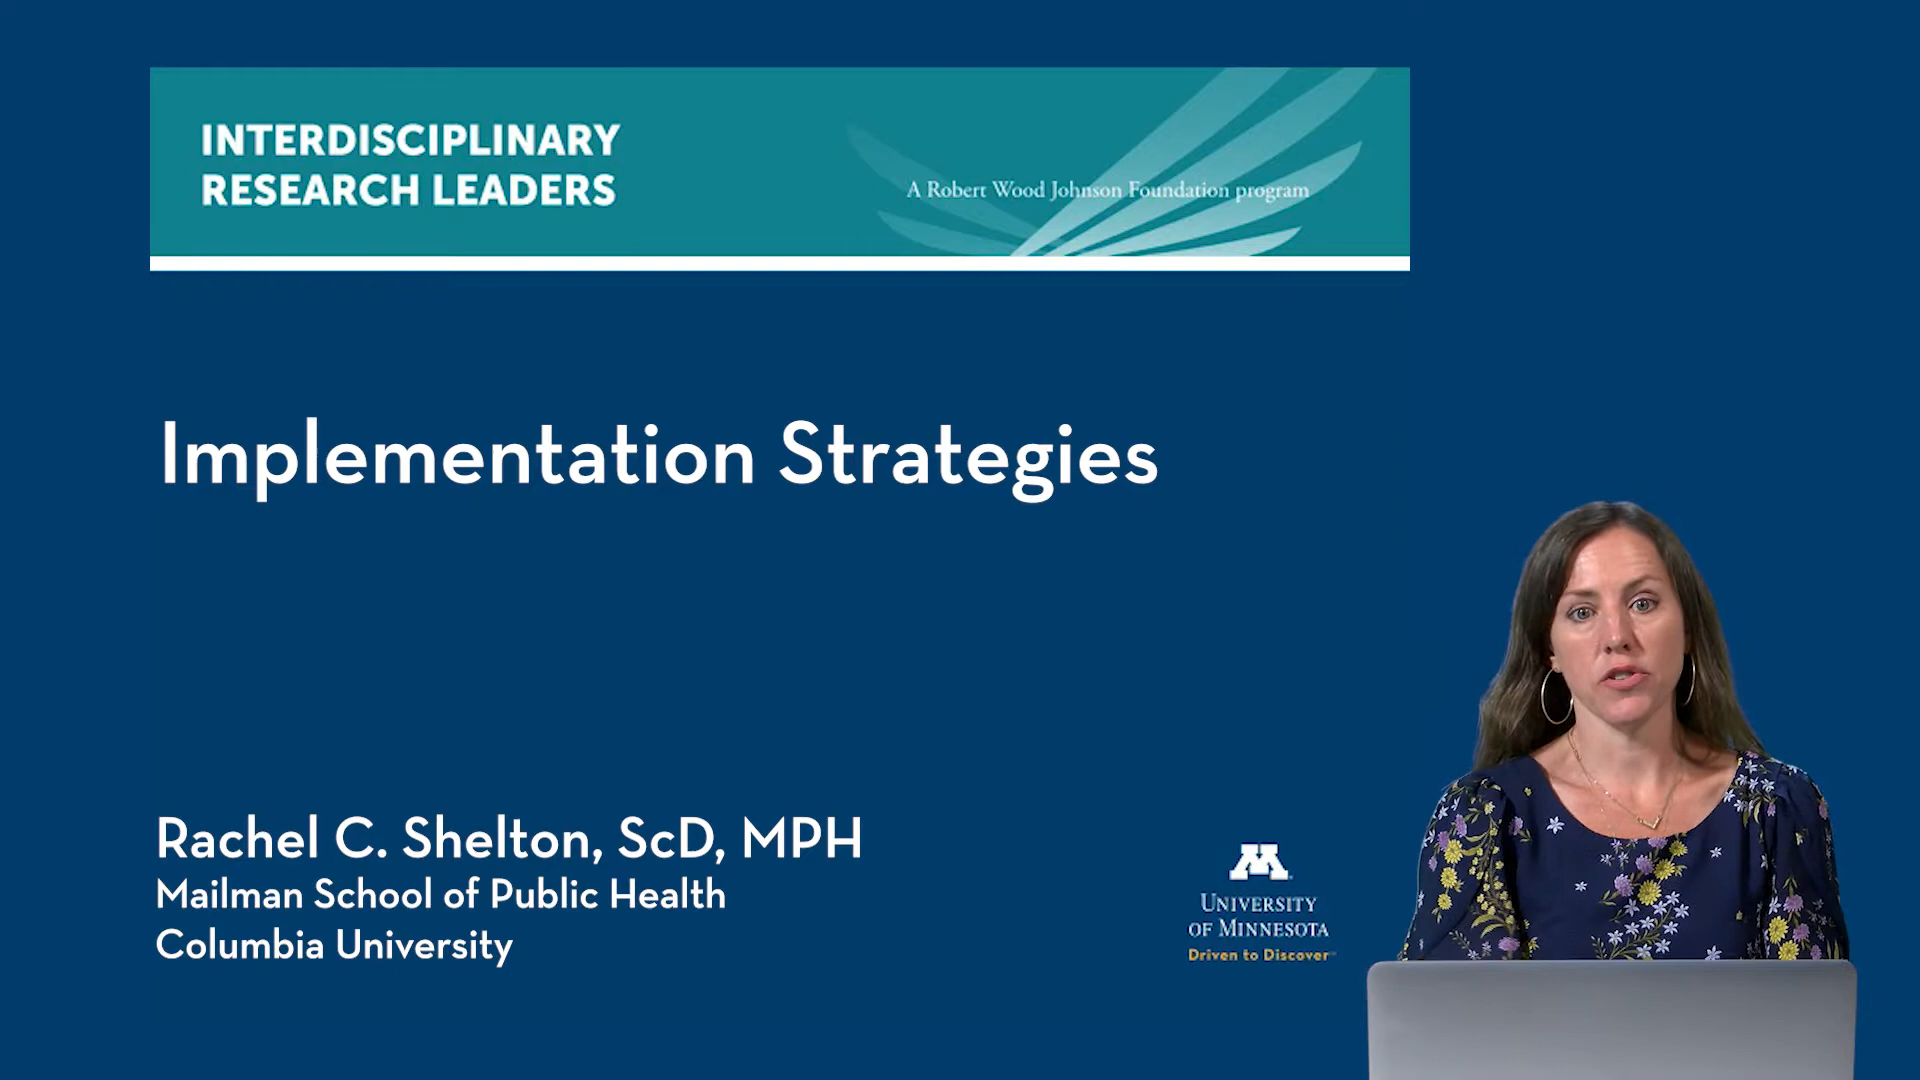 INTERDISCIPLINARY
RESEARCH LEADERS
A Robert Wood Johnson Foundation program
Implementation Strategies
Rachel C. Shelton, ScD, MPH
Mailman School of Public Health
Columbia University
M
UNIVERSITY
OF MINNESOTA
Driven to Discover